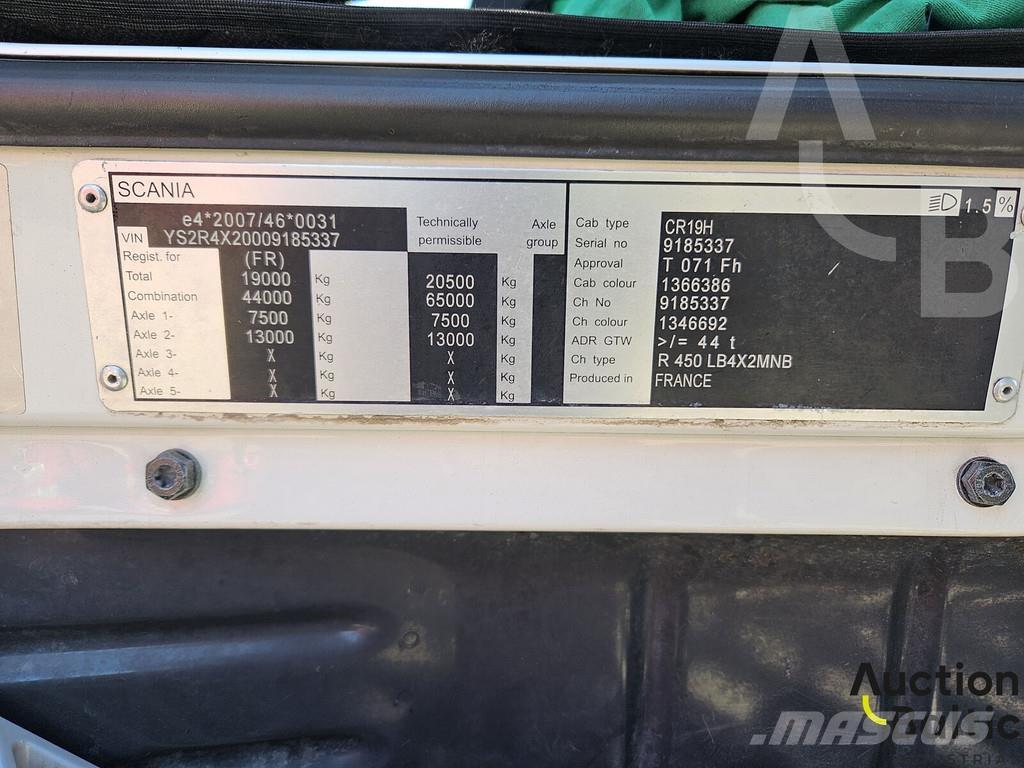 SCANIA
1.5 %
e4*2007/46*0031
VIN YS2R4X20009185337
Technically permissible
Axle group
Regist. for (FR)
Total 19000 Kg 20500 Kg
Combination 44000 Kg 65000 Kg
Axle 1- 7500 Kg 7500 Kg
Axle 2- 13000 Kg 13000 Kg
Axle 3- X Kg X Kg
Axle 4- X Kg X Kg
Axle 5- X Kg X Kg
Cab type CR19H
Serial no 9185337
Approval T 071 Fh
Cab colour 1366386
Ch No 9185337
Ch colour 1346692
ADR GTW >/= 44 t
Ch type R 450 LB4X2MNB
Produced in FRANCE
A
B
Auction
Traffic
MASCUS